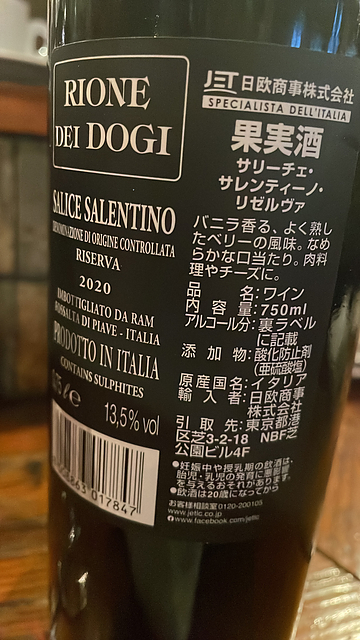 RIONE
DEI DOGI
SALICE SALENTINO
DENOMINAZIONE DI ORIGINE CONTROLLATA
RISERVA
2020
IMBOTTIGLIATO DA RAM
ROSSALTA DI PIAVE - ITALIA
PRODOTTO IN ITALIA
CONTAINS SULPHITES
13,5% vol
017847
JET 日欧商事株式会社
SPECIALISTA DELL'ITALIA
果実酒
サリーチェ・
サレンティーノ・
リゼルヴァ
バニラ香る、よく熟し
たベリーの風味。なめ
らかな口当たり。肉料
理やチーズに。
品名:ワイン
内容量:750ml
アルコール分:裏ラベル
に記載
添加物:酸化防止剤
(亜硫酸塩)
原産国名:イタリア
輸入者:日欧商事
株式会社
引取先:東京都港
区芝3-2-18 NBF芝
公園ビル4F
●妊娠中や授乳期の飲酒は、
胎児・乳児の発育に悪影響
を与えるおそれがあります。
●飲酒は20歳になってから
お客様相談室0120-200105
www.jetlc.co.jp
www.facebook.com/jetlc